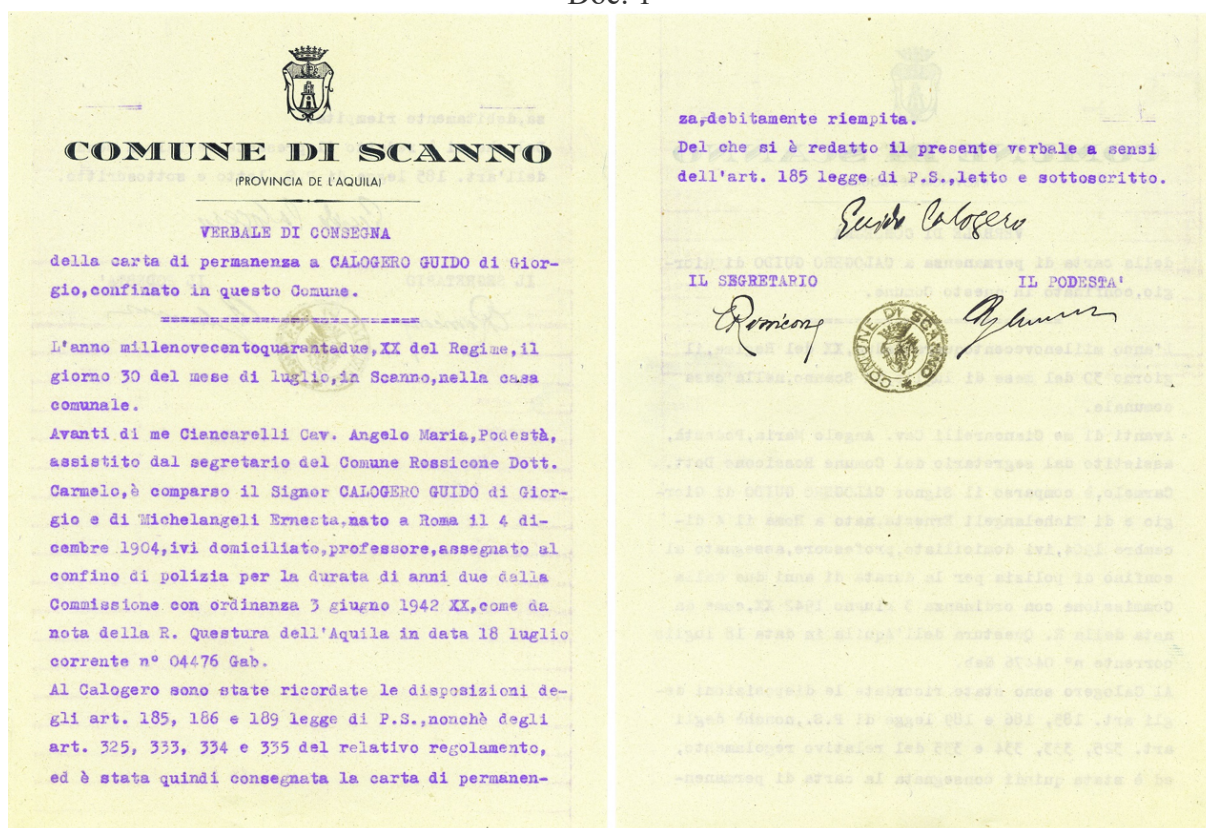 Doc. 1
COMUNE DI SCANNO
(PROVINCIA DE L'AQUILA)
VERBALE DI CONSEGNA
della carta di permanenza a CALOGERO GUIDO di Gior-
gio,confinato in questo Comune.
L'anno millenovecentoquarantadue,XX del Regime,il
giorno 30 del mese di luglio,in Scanno,nella casa
comunale.
Avanti di me Ciancarelli Cav. Angelo Maria,Podestà,
assistito dal segretario del Comune Rossicone Dott.
Carmelo,è comparso il Signor CALOGERO GUIDO di Gior-
gio e di Michelangeli Ernesta,nato a Roma il 4 di-
cembre 1904,ivi domiciliato,professore,assegnato al
confino di polizia per la durata di anni due dalla
Commissione con ordinanza 3 giugno 1942 XX,come da
nota della R. Questura dell'Aquila in data 18 luglio
corrente n° 04476 Gab.
Al Calogero sono state ricordate le disposizioni de-
gli art. 185, 186 e 189 legge di P.S.,nonchè degli
art. 325, 333, 334 e 335 del relativo regolamento,
ed è stata quindi consegnata la carta di permanen-
za,debitamente riempita.
Del che si è redatto il presente verbale a sensi
dell'art. 185 legge di P.S.,letto e sottoscritto.
Guido Calogero
IL SEGRETARIO
IL PODESTA'
COMUNE DI SCANNO